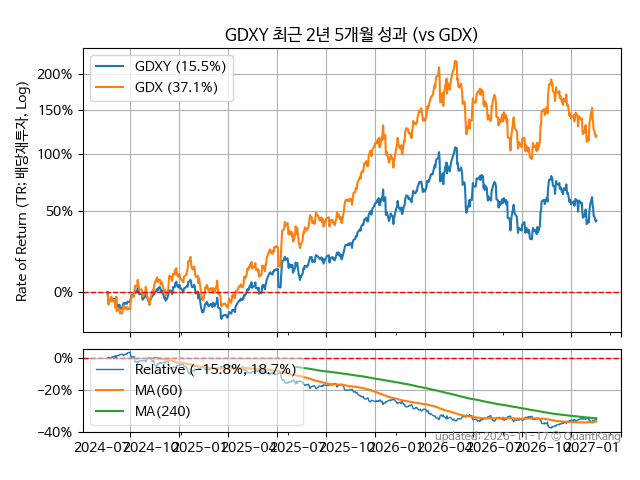 GDXY 최근 2년 5개월 성과 (vs GDX)
Rate of Return (TR: 배당재투자, Log)
GDXY (15.5%)
GDX (37.1%)
200%
150%
100%
50%
0%
0%
−20%
−40%
Relative (−15.8%, 18.7%)
MA(60)
MA(240)
2024−07 2024−10 2025−01 2025−04 2025−07 2025−10 2026−01 2026−04 2026−07 2026−10 2027−01
updated: 2026−11−17 © QuantKang